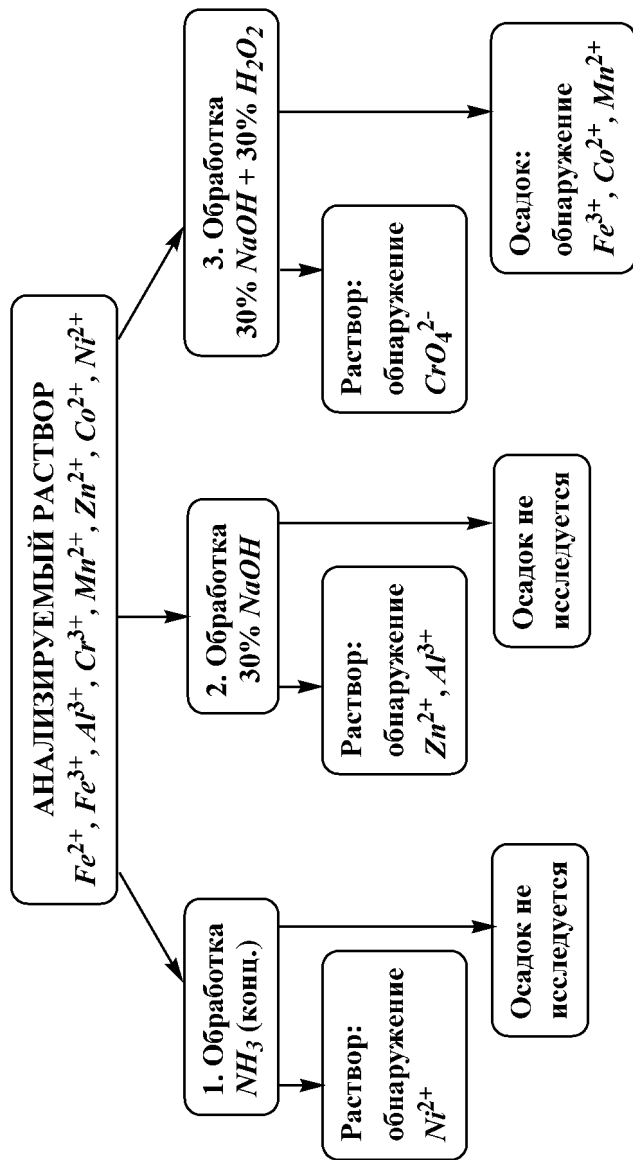 АНАЛИЗИРУЕМЫЙ РАСТВОР
Fe²⁺, Fe³⁺, Al³⁺, Cr³⁺, Mn²⁺, Zn²⁺, Co²⁺, Ni²⁺
1. Обработка
NH₃ (конц.)
Раствор:
обнаружение
Ni²⁺
Осадок не
исследуется
2. Обработка
30% NaOH
Раствор:
обнаружение
Zn²⁺, Al³⁺
Осадок не
исследуется
3. Обработка
30% NaOH + 30% H₂O₂
Раствор:
обнаружение
CrO₄²⁻
Осадок:
обнаружение
Fe³⁺, Co²⁺, Mn²⁺